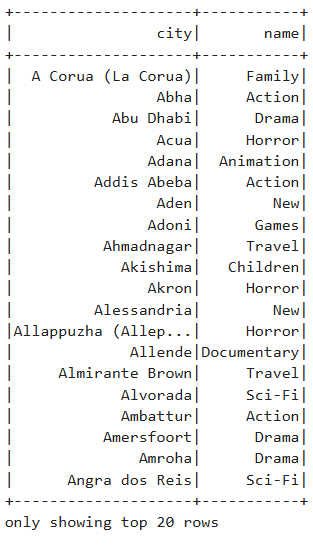 +--------------------+-----------+
|                city|       name|
+--------------------+-----------+
|  A Corua (La Corua)|     Family|
|                Abha|     Action|
|           Abu Dhabi|      Drama|
|                Acua|     Horror|
|               Adana|  Animation|
|         Addis Abeba|     Action|
|                Aden|        New|
|               Adoni|      Games|
|          Ahmadnagar|     Travel|
|            Akishima|   Children|
|               Akron|     Horror|
|          Alessandria|        New|
|Allappuzha (Allep...|     Horror|
|             Allende|Documentary|
|     Almirante Brown|     Travel|
|            Alvorada|     Sci-Fi|
|            Ambattur|     Action|
|          Amersfoort|      Drama|
|              Amroha|      Drama|
|      Angra dos Reis|     Sci-Fi|
+--------------------+-----------+
only showing top 20 rows